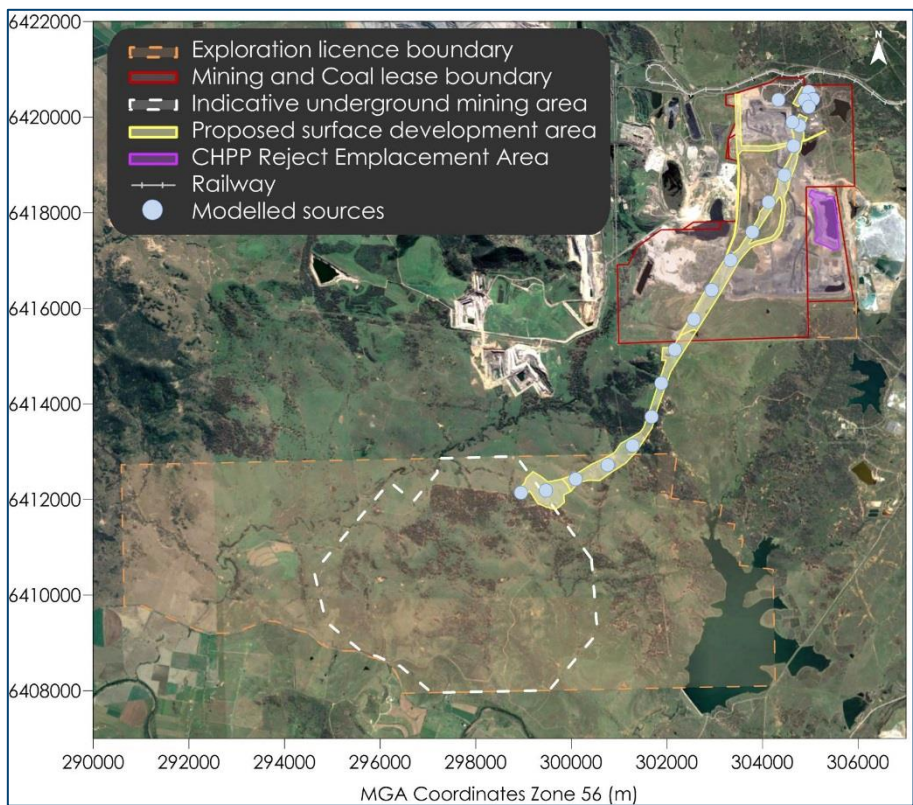 6422000
6420000
6418000
6416000
6414000
6412000
6410000
6408000
Exploration licence boundary
Mining and Coal lease boundary
Indicative underground mining area
Proposed surface development area
CHPP Reject Emplacement Area
Railway
Modelled sources
N
290000 292000 294000 296000 298000 300000 302000 304000 306000
MGA Coordinates Zone 56 (m)